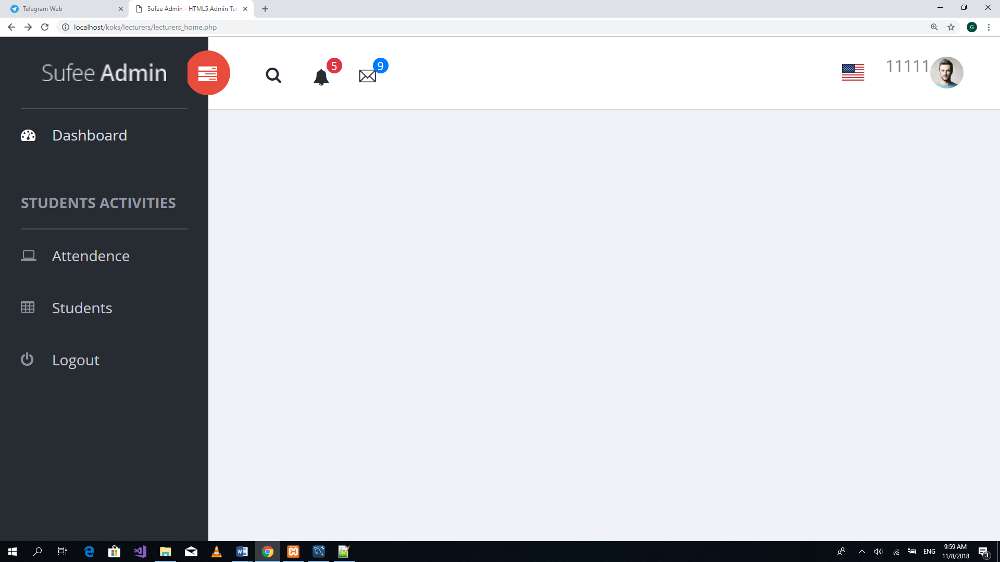 Telegram Web
Sufee Admin - HTML5 Admin Ten
localhost/koks/lecturers/lecturers_home.php
G
Sufee Admin
5
9
11111
Dashboard
STUDENTS ACTIVITIES
Attendence
Students
Logout
ENG
9:59 AM
11/8/2018
3